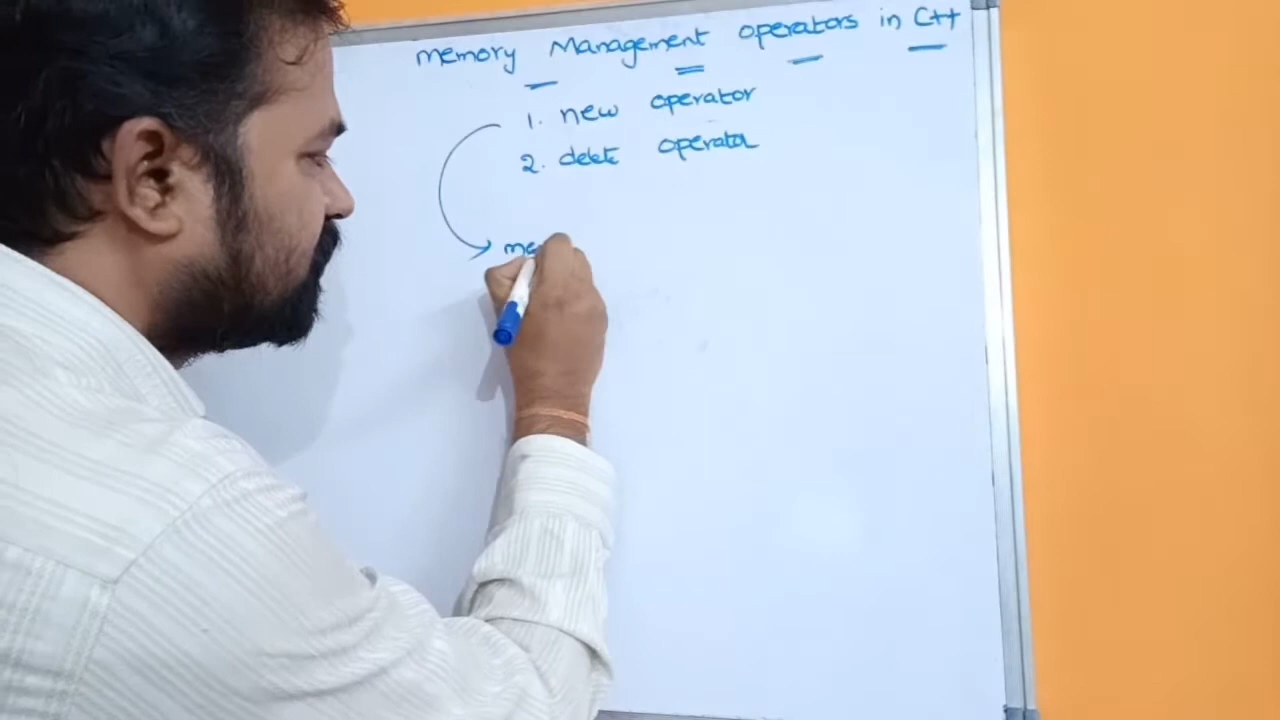 memory Management operators in C++
1. new operator
2. delete operator
me